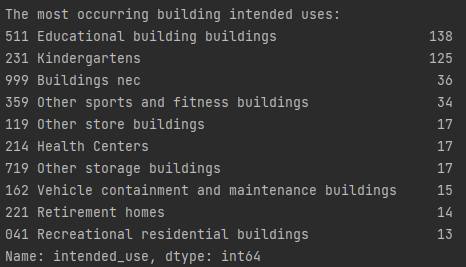 The most occurring building intended uses:
511 Educational building buildings 138
231 Kindergartens 125
999 Buildings nec 36
359 Other sports and fitness buildings 34
119 Other store buildings 17
214 Health Centers 17
719 Other storage buildings 17
162 Vehicle containment and maintenance buildings 15
221 Retirement homes 14
041 Recreational residential buildings 13
Name: intended_use, dtype: int64